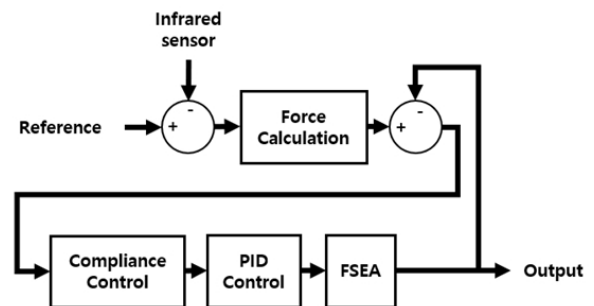 Infrared
sensor
-
-
Reference
+
Force
Calculation
+
Compliance
Control
PID
Control
FSEA
Output